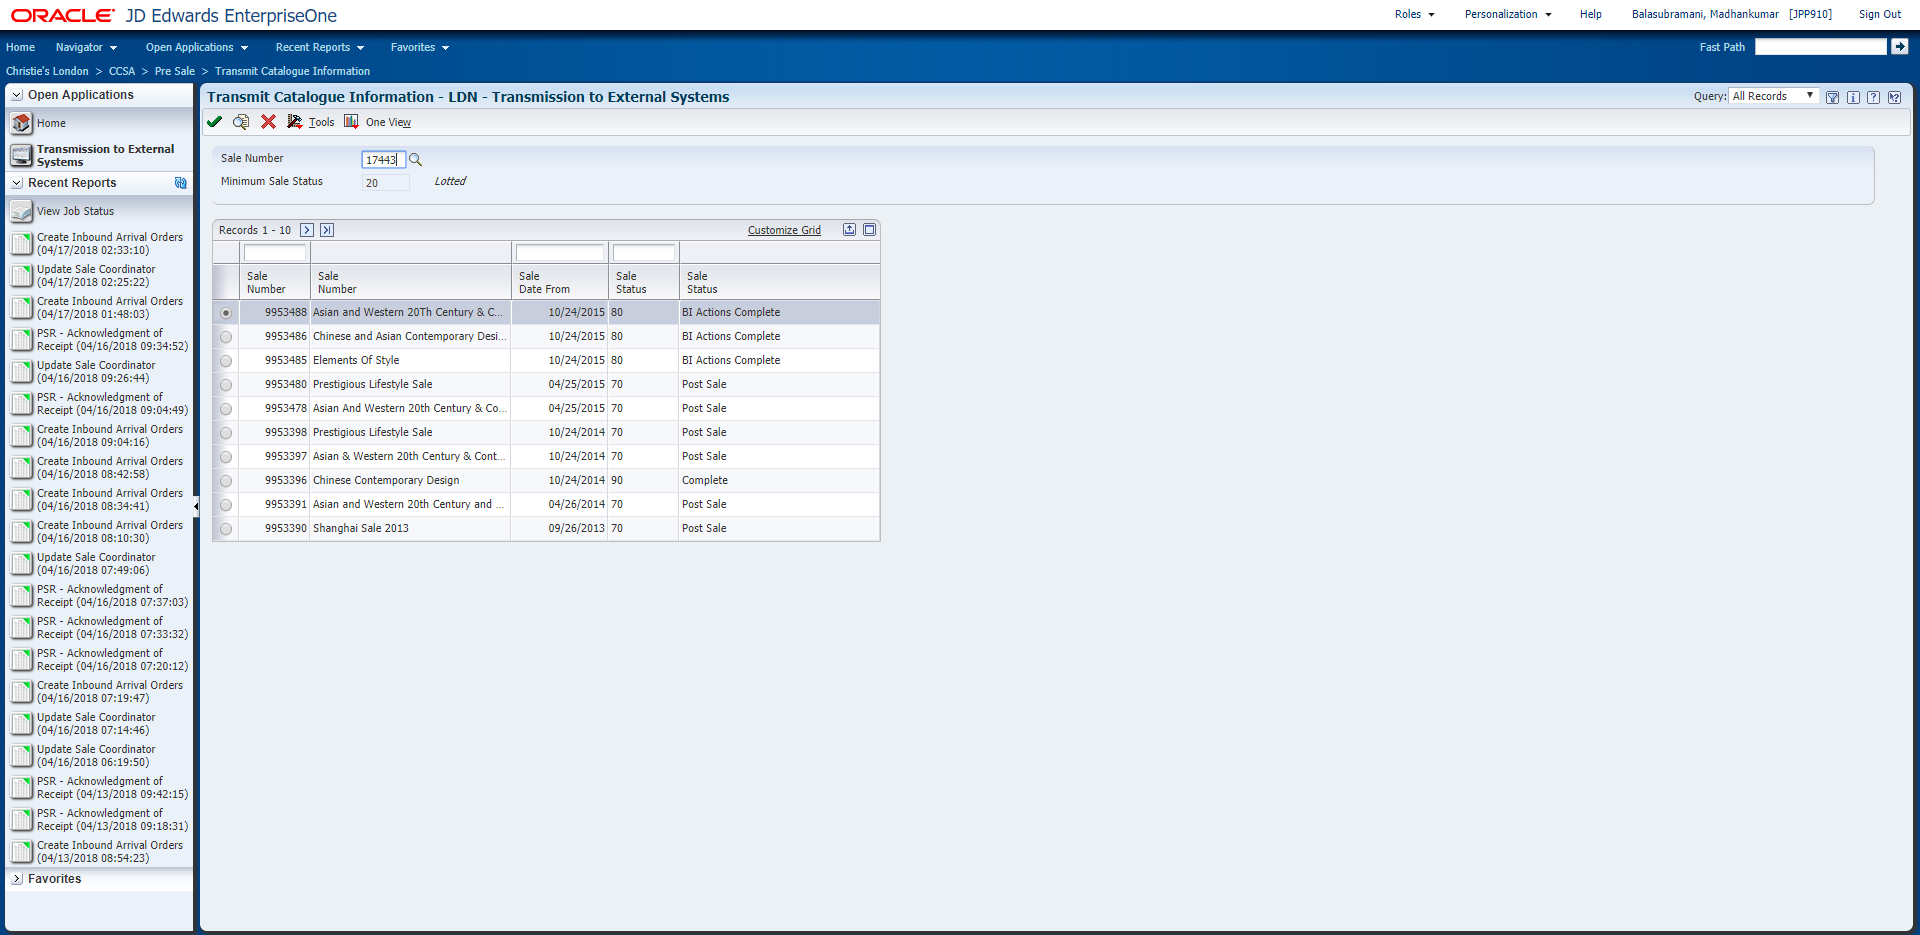 ORACLE JD Edwards EnterpriseOne
Roles Personalization Help Balasubramani, Madhankumar [JPP910] Sign Out
Home Navigator Open Applications Recent Reports Favorites Fast Path
Christie's London > CCSA > Pre Sale > Transmit Catalogue Information
Open Applications
Home
Transmission to External
Systems
Recent Reports
View Job Status
Create Inbound Arrival Orders
(04/17/2018 02:33:10)
Update Sale Coordinator
(04/17/2018 02:25:22)
Create Inbound Arrival Orders
(04/17/2018 01:48:03)
PSR - Acknowledgment of
Receipt (04/16/2018 09:34:52)
Update Sale Coordinator
(04/16/2018 09:26:44)
PSR - Acknowledgment of
Receipt (04/16/2018 09:04:49)
Create Inbound Arrival Orders
(04/16/2018 09:04:16)
Create Inbound Arrival Orders
(04/16/2018 08:42:58)
Create Inbound Arrival Orders
(04/16/2018 08:34:41)
Create Inbound Arrival Orders
(04/16/2018 08:10:30)
Update Sale Coordinator
(04/16/2018 07:49:06)
PSR - Acknowledgment of
Receipt (04/16/2018 07:37:03)
PSR - Acknowledgment of
Receipt (04/16/2018 07:33:32)
PSR - Acknowledgment of
Receipt (04/16/2018 07:20:12)
Create Inbound Arrival Orders
(04/16/2018 07:19:47)
Update Sale Coordinator
(04/16/2018 07:14:46)
Update Sale Coordinator
(04/16/2018 06:19:50)
PSR - Acknowledgment of
Receipt (04/13/2018 09:42:15)
PSR - Acknowledgment of
Receipt (04/13/2018 09:18:31)
Create Inbound Arrival Orders
(04/13/2018 08:54:23)
Favorites
Transmit Catalogue Information - LDN - Transmission to External Systems
Query: All Records
Tools One View
Sale Number 17443
Minimum Sale Status 20 Lotted
Records 1 - 10 Customize Grid
Sale Sale Sale Sale Sale
Number Number Date From Status Status
9953488 Asian and Western 20Th Century & C... 10/24/2015 80 BI Actions Complete
9953486 Chinese and Asian Contemporary Desi... 10/24/2015 80 BI Actions Complete
9953485 Elements Of Style 10/24/2015 80 BI Actions Complete
9953480 Prestigious Lifestyle Sale 04/25/2015 70 Post Sale
9953478 Asian And Western 20th Century & Co... 04/25/2015 70 Post Sale
9953398 Prestigious Lifestyle Sale 10/24/2014 70 Post Sale
9953397 Asian & Western 20th Century & Cont... 10/24/2014 70 Post Sale
9953396 Chinese Contemporary Design 10/24/2014 90 Complete
9953391 Asian and Western 20th Century and ... 04/26/2014 70 Post Sale
9953390 Shanghai Sale 2013 09/26/2013 70 Post Sale